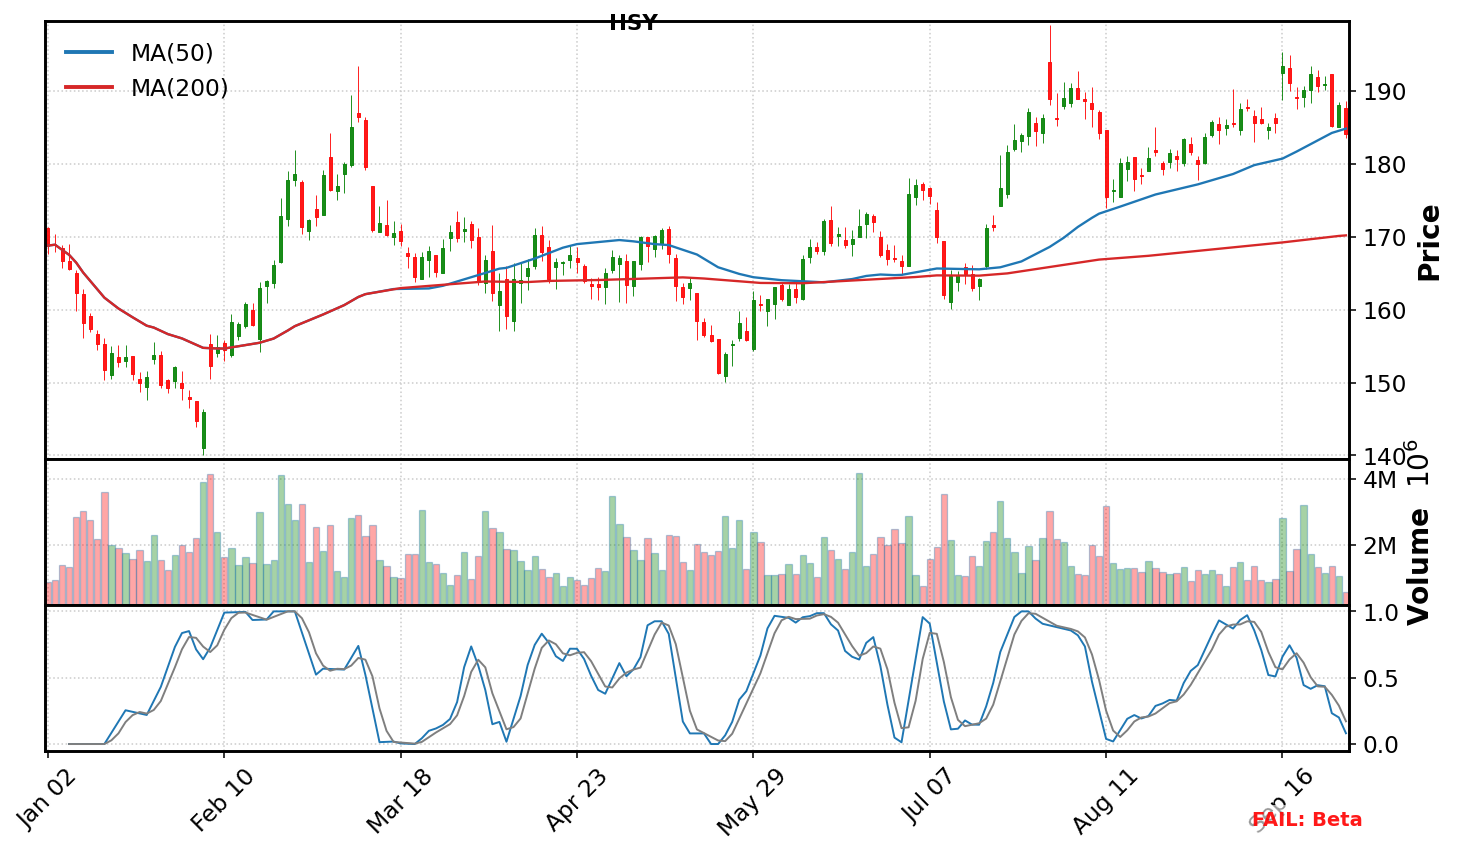 HSY
MA(50)
MA(200)
190
180
170
160
150
140
Price
10⁶
4M
2M
Volume
1.0
0.5
0.0
Jan 02
Feb 10
Mar 18
Apr 23
May 29
Jul 07
Aug 11
Sep 16
FAIL: Beta